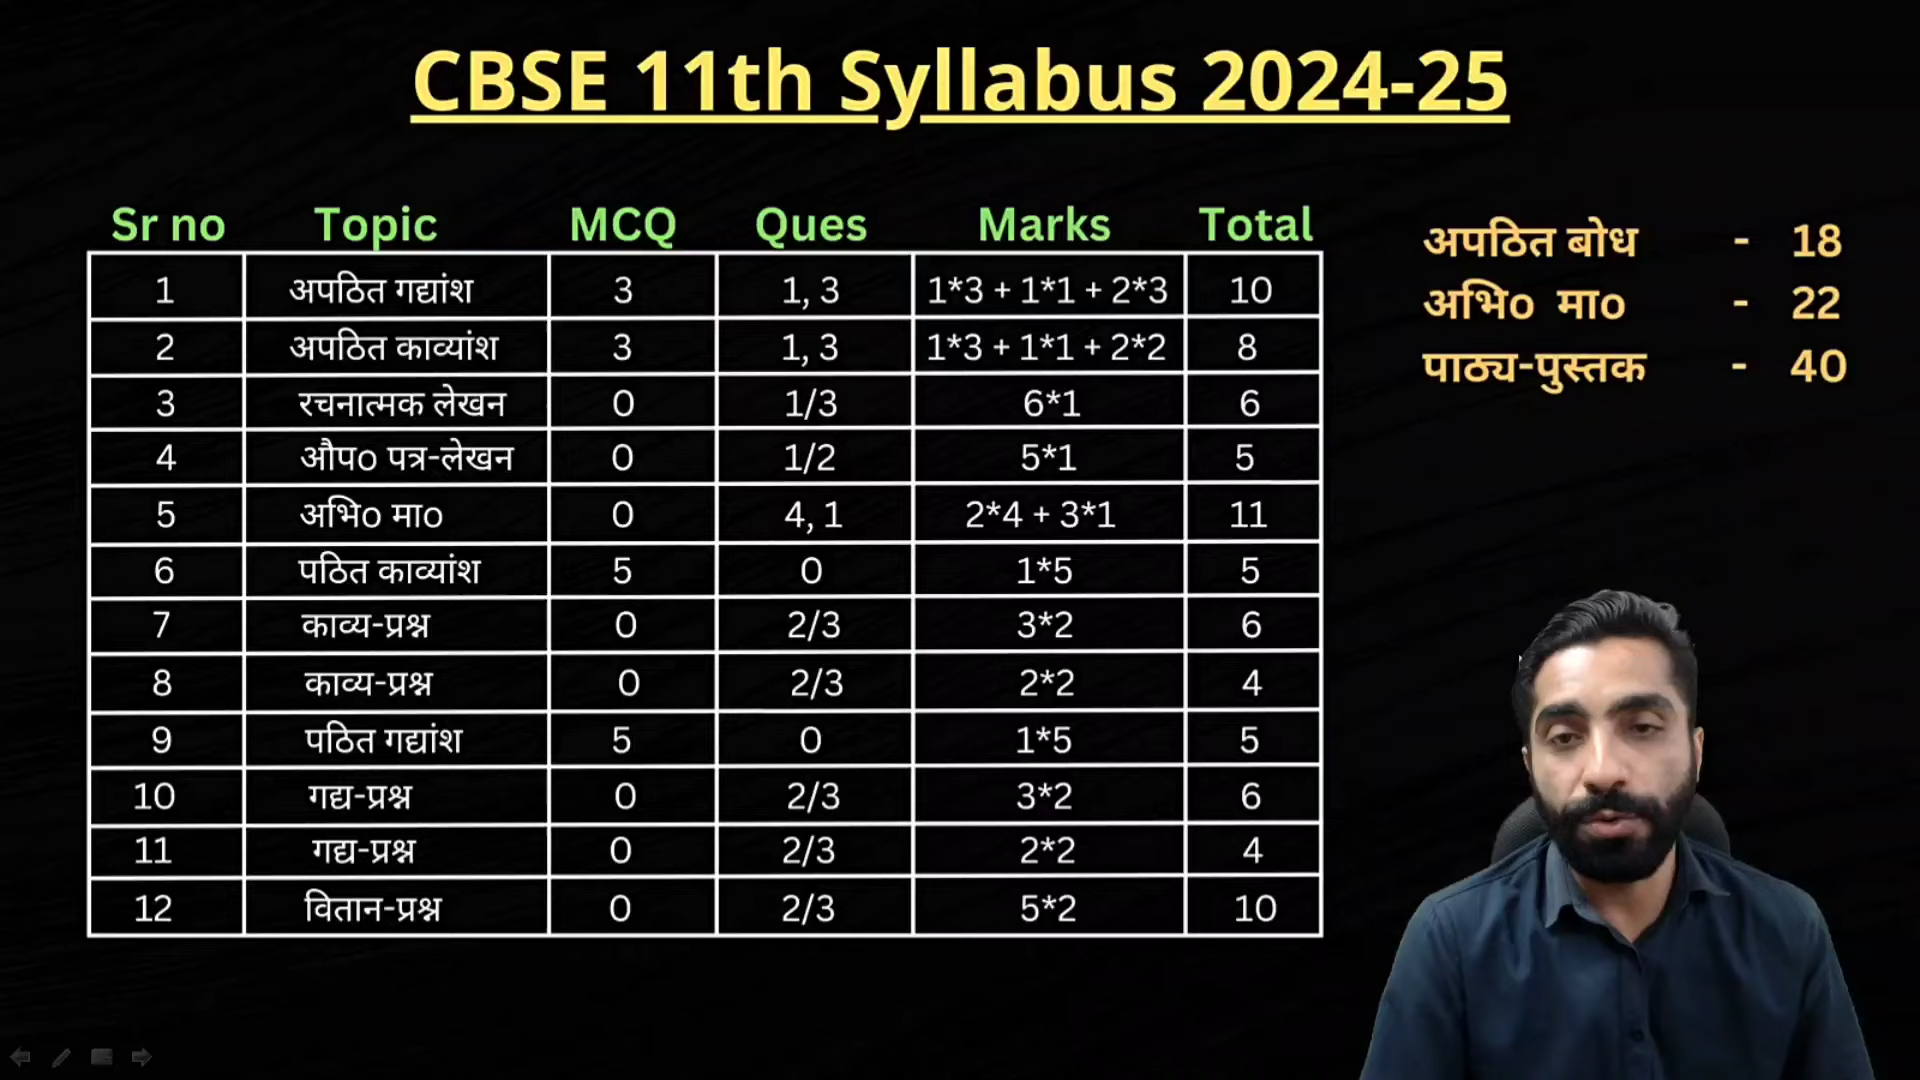 CBSE 11th Syllabus 2024-25
Sr no Topic MCQ Ques Marks Total
1 अपठित गद्यांश 3 1, 3 1*3 + 1*1 + 2*3 10
2 अपठित काव्यांश 3 1, 3 1*3 + 1*1 + 2*2 8
3 रचनात्मक लेखन 0 1/3 6*1 6
4 औप० पत्र-लेखन 0 1/2 5*1 5
5 अभि० मा० 0 4, 1 2*4 + 3*1 11
6 पठित काव्यांश 5 0 1*5 5
7 काव्य-प्रश्न 0 2/3 3*2 6
8 काव्य-प्रश्न 0 2/3 2*2 4
9 पठित गद्यांश 5 0 1*5 5
10 गद्य-प्रश्न 0 2/3 3*2 6
11 गद्य-प्रश्न 0 2/3 2*2 4
12 वितान-प्रश्न 0 2/3 5*2 10
अपठित बोध - 18
अभि० मा० - 22
पाठ्य-पुस्तक - 40